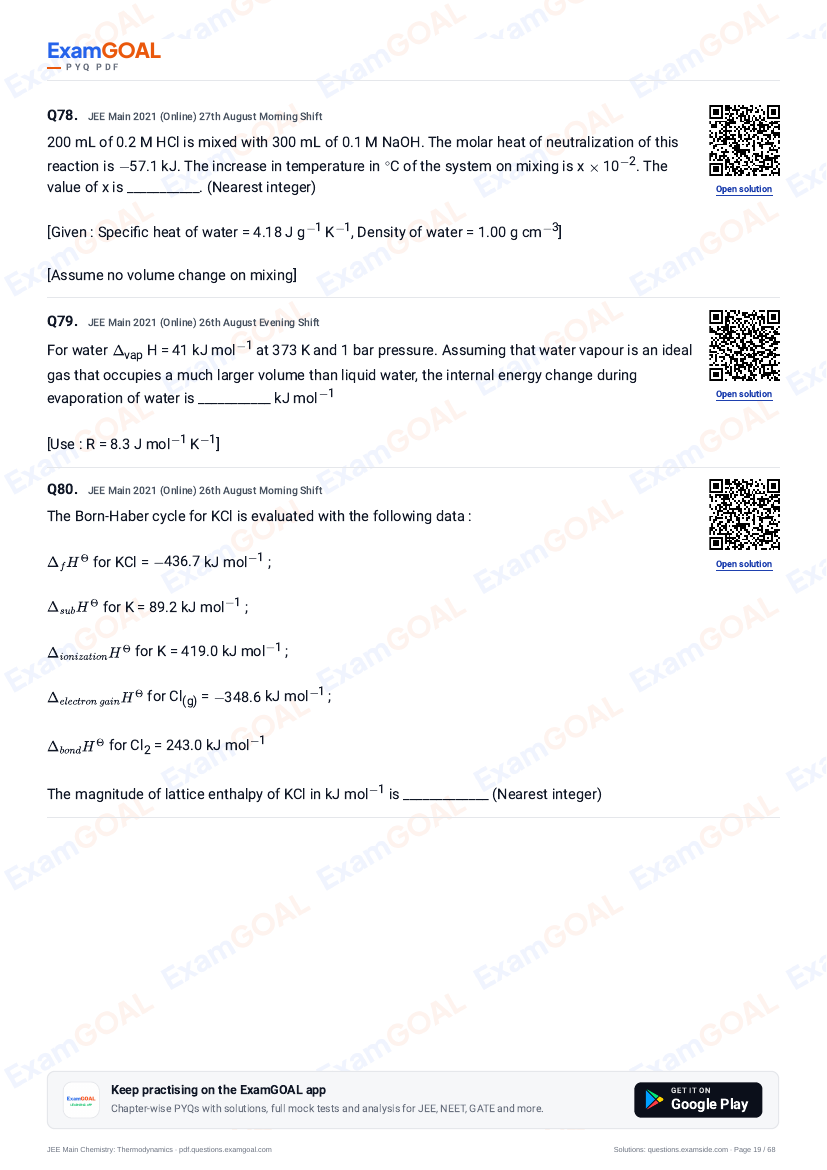 ExamGOAL
PYQ PDF
Q78. JEE Main 2021 (Online) 27th August Morning Shift
200 mL of 0.2 M HCl is mixed with 300 mL of 0.1 M NaOH. The molar heat of neutralization of this
reaction is −57.1 kJ. The increase in temperature in °C of the system on mixing is x × 10⁻². The
value of x is ___________. (Nearest integer)
Open solution
[Given : Specific heat of water = 4.18 J g⁻¹ K⁻¹, Density of water = 1.00 g cm⁻³]
[Assume no volume change on mixing]
Q79. JEE Main 2021 (Online) 26th August Evening Shift
For water Δvap H = 41 kJ mol⁻¹ at 373 K and 1 bar pressure. Assuming that water vapour is an ideal
gas that occupies a much larger volume than liquid water, the internal energy change during
evaporation of water is ___________ kJ mol⁻¹
Open solution
[Use : R = 8.3 J mol⁻¹ K⁻¹]
Q80. JEE Main 2021 (Online) 26th August Morning Shift
The Born-Haber cycle for KCl is evaluated with the following data :
Open solution
ΔfH^Θ for KCl = −436.7 kJ mol⁻¹ ;
ΔsubH^Θ for K = 89.2 kJ mol⁻¹ ;
ΔionizationH^Θ for K = 419.0 kJ mol⁻¹ ;
Δelectron gainH^Θ for Cl(g) = −348.6 kJ mol⁻¹ ;
ΔbondH^Θ for Cl₂ = 243.0 kJ mol⁻¹
The magnitude of lattice enthalpy of KCl in kJ mol⁻¹ is _____________ (Nearest integer)
Keep practising on the ExamGOAL app
Chapter-wise PYQs with solutions, full mock tests and analysis for JEE, NEET, GATE and more.
GET IT ON
Google Play
JEE Main Chemistry: Thermodynamics · pdf.questions.examgoal.com
Solutions: questions.examside.com · Page 19 / 68